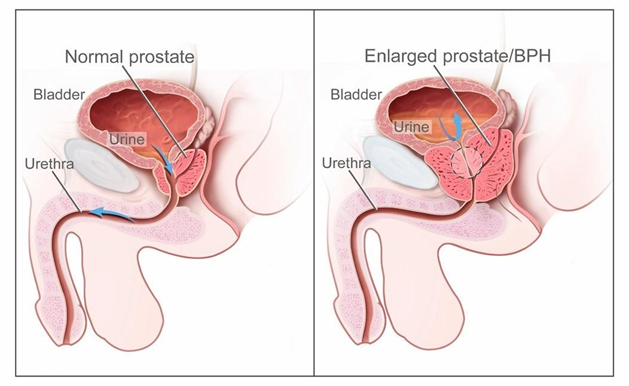 Normal prostate
Bladder
Urine
Urethra
Enlarged prostate/BPH
Bladder
Urine
Urethra